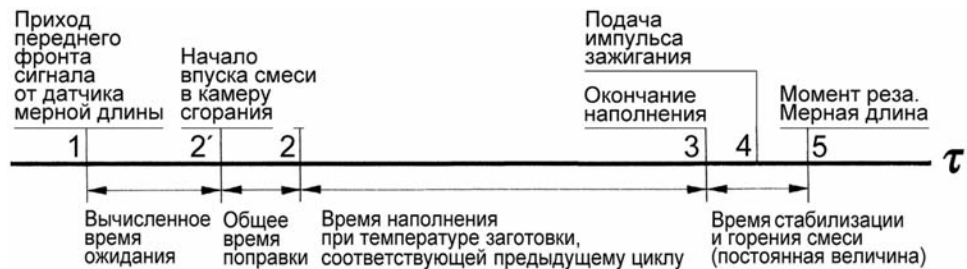 Приход
переднего
фронта
сигнала
от датчика
мерной длины
Начало
впуска смеси
в камеру
сгорания
Подача
импульса
зажигания
Окончание
наполнения
Момент реза.
Мерная длина
1
2′
2
3
4
5
τ
Вычисленное
время
ожидания
Общее
время
поправки
Время наполнения
при температуре заготовки,
соответствующей предыдущему циклу
Время стабилизации
и горения смеси
(постоянная величина)